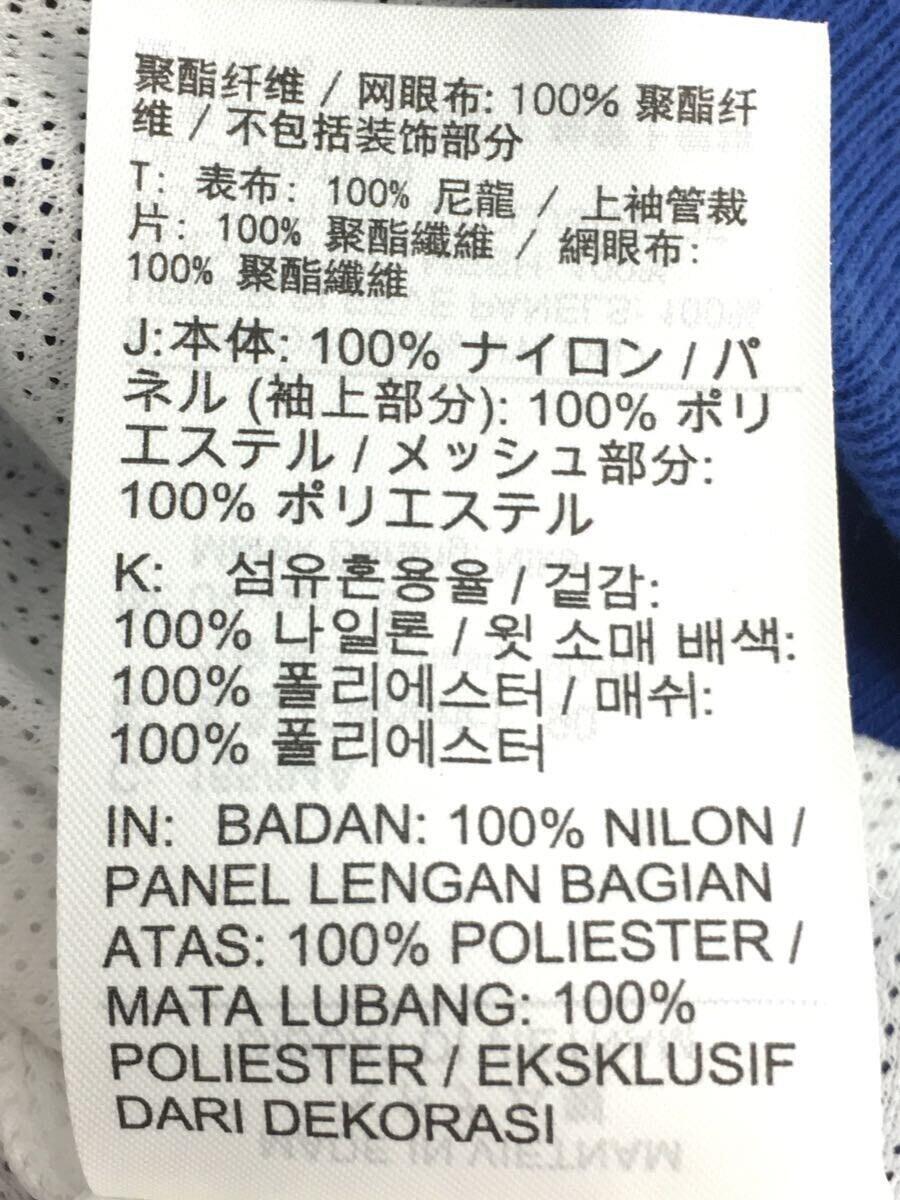 聚酯纤维 / 网眼布: 100% 聚酯纤
维 / 不包括装饰部分
T: 表布: 100% 尼龍 / 上袖管裁
片: 100% 聚酯纖維 / 網眼布:
100% 聚酯纖維
J:本体: 100% ナイロン / パ
ネル (袖上部分): 100% ポリ
エステル / メッシュ部分:
100% ポリエステル
K: 섬유혼용율 / 겉감:
100% 나일론 / 윗 소매 배색:
100% 폴리에스터 / 매쉬:
100% 폴리에스터
IN: BADAN: 100% NILON /
PANEL LENGAN BAGIAN
ATAS: 100% POLIESTER /
MATA LUBANG: 100%
POLIESTER / EKSKLUSIF
DARI DEKORASI
MADE IN VIETNAM